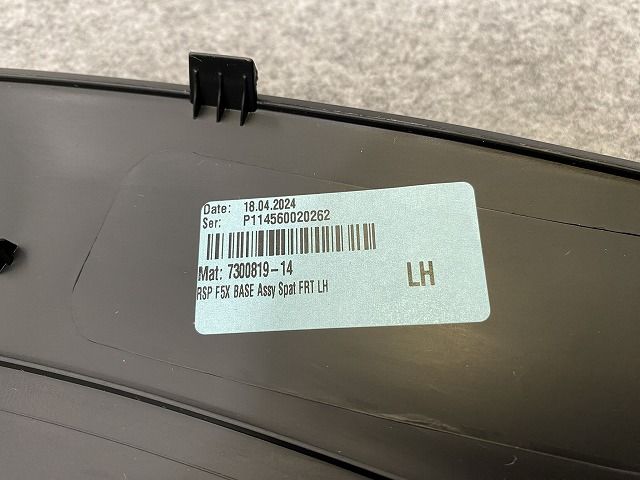 Date: 18.04.2024
Ser: P114560020262
Mat: 7300819-14
LH
RSP F5X BASE Assy Spat FRT LH